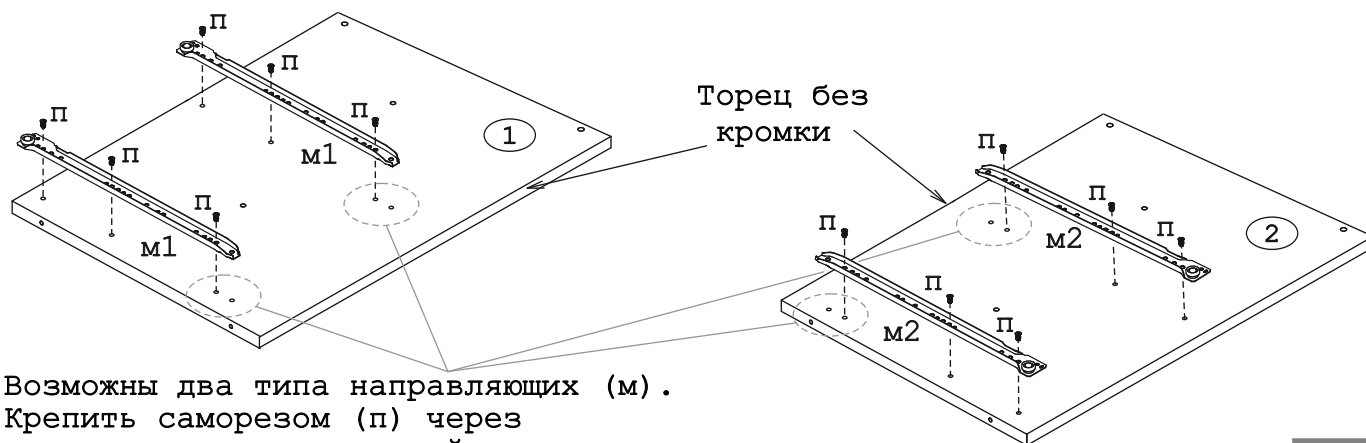 п
п
п
м1
1
п
п
п
м1
Торец без
кромки
п
п
п
м2
2
п
п
п
м2
Возможны два типа направляющих (м).
Крепить саморезом (п) через